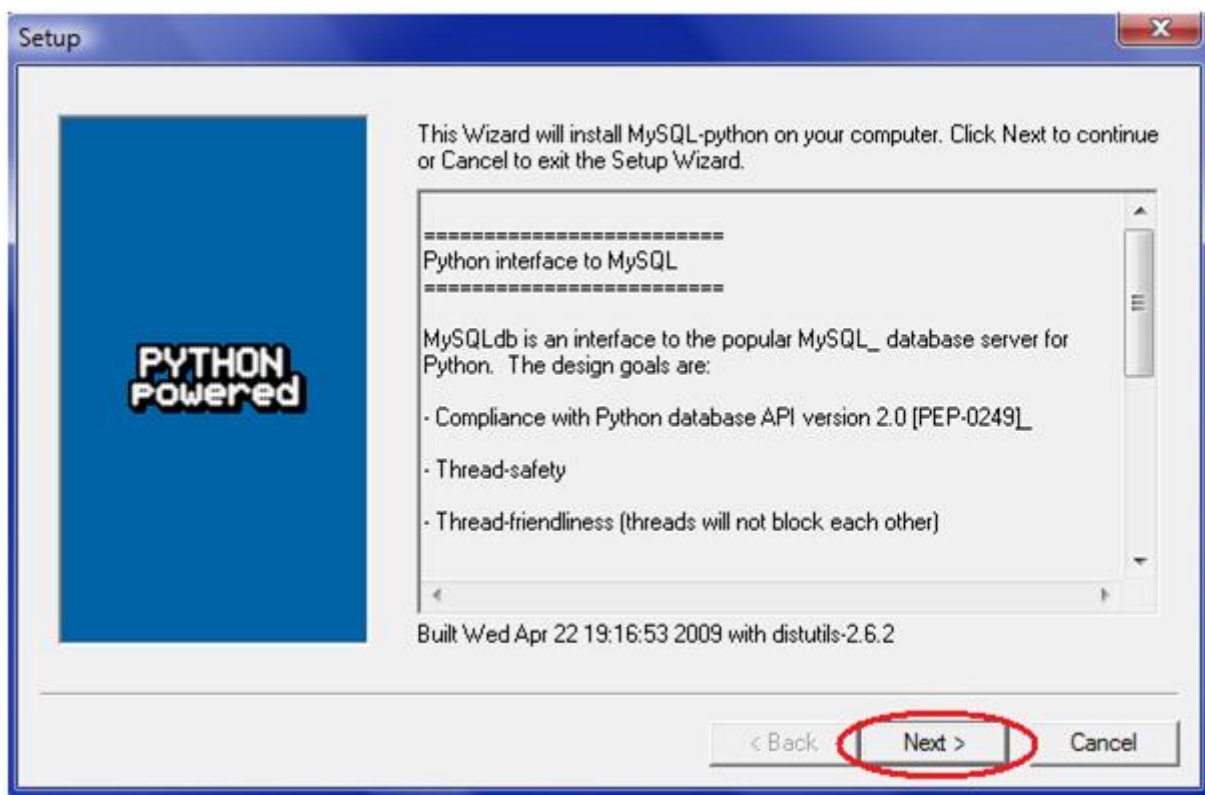 Setup
This Wizard will install MySQL-python on your computer. Click Next to continue
or Cancel to exit the Setup Wizard.
=========================
Python interface to MySQL
=========================
MySQLdb is an interface to the popular MySQL_ database server for
Python.  The design goals are:
- Compliance with Python database API version 2.0 [PEP-0249]_
- Thread-safety
- Thread-friendliness (threads will not block each other)
PYTHON
Powered
Built Wed Apr 22 19:16:53 2009 with distutils-2.6.2
< Back Next > Cancel